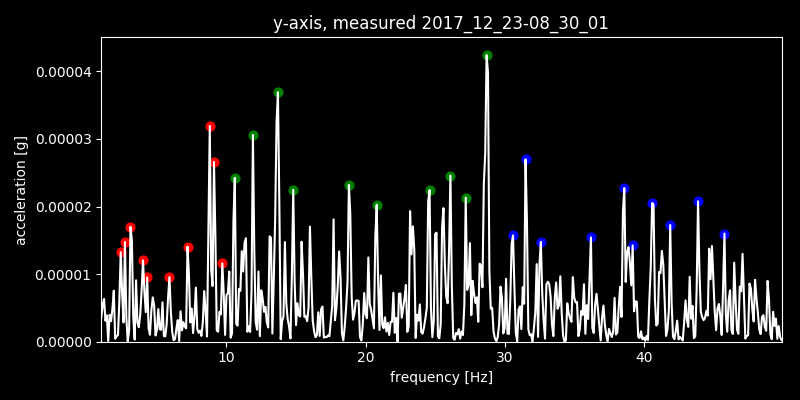 y-axis, measured 2017_12_23-08_30_01
acceleration [g]
0.00004
0.00003
0.00002
0.00001
0.00000
10 20 30 40
frequency [Hz]